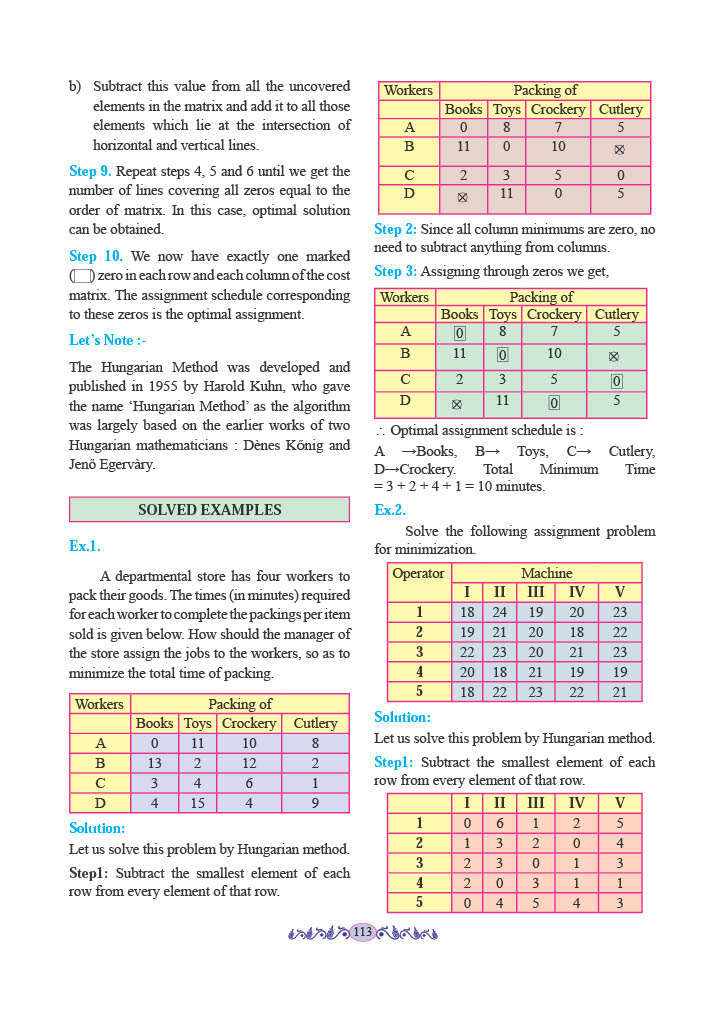 b) Subtract this value from all the uncovered
elements in the matrix and add it to all those
elements which lie at the intersection of
horizontal and vertical lines.
Step 9. Repeat steps 4, 5 and 6 until we get the
number of lines covering all zeros equal to the
order of matrix. In this case, optimal solution
can be obtained.
Step 10. We now have exactly one marked
(▭) zero in each row and each column of the cost
matrix. The assignment schedule corresponding
to these zeros is the optimal assignment.
Let's Note :-
The Hungarian Method was developed and
published in 1955 by Harold Kuhn, who gave
the name 'Hungarian Method' as the algorithm
was largely based on the earlier works of two
Hungarian mathematicians : Dènes Kőnig and
Jenő Egervàry.
SOLVED EXAMPLES
Ex.1.
A departmental store has four workers to
pack their goods. The times (in minutes) required
for each worker to complete the packings per item
sold is given below. How should the manager of
the store assign the jobs to the workers, so as to
minimize the total time of packing.
Workers Packing of
Books Toys Crockery Cutlery
A 0 11 10 8
B 13 2 12 2
C 3 4 6 1
D 4 15 4 9
Solution:
Let us solve this problem by Hungarian method.
Step1: Subtract the smallest element of each
row from every element of that row.
Workers Packing of
Books Toys Crockery Cutlery
A 0 8 7 5
B 11 0 10 ⊠
C 2 3 5 0
D ⊠ 11 0 5
Step 2: Since all column minimums are zero, no
need to subtract anything from columns.
Step 3: Assigning through zeros we get,
Workers Packing of
Books Toys Crockery Cutlery
A 0 8 7 5
B 11 0 10 ⊠
C 2 3 5 0
D ⊠ 11 0 5
∴ Optimal assignment schedule is :
A →Books, B→ Toys, C→ Cutlery,
D→Crockery. Total Minimum Time
= 3 + 2 + 4 + 1 = 10 minutes.
Ex.2.
Solve the following assignment problem
for minimization.
Operator Machine
I II III IV V
1 18 24 19 20 23
2 19 21 20 18 22
3 22 23 20 21 23
4 20 18 21 19 19
5 18 22 23 22 21
Solution:
Let us solve this problem by Hungarian method.
Step1: Subtract the smallest element of each
row from every element of that row.
I II III IV V
1 0 6 1 2 5
2 1 3 2 0 4
3 2 3 0 1 3
4 2 0 3 1 1
5 0 4 5 4 3
113